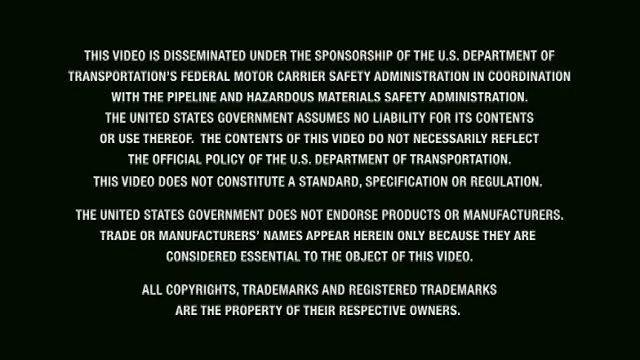 THIS VIDEO IS DISSEMINATED UNDER THE SPONSORSHIP OF THE U.S. DEPARTMENT OF
TRANSPORTATION'S FEDERAL MOTOR CARRIER SAFETY ADMINISTRATION IN COORDINATION
WITH THE PIPELINE AND HAZARDOUS MATERIALS SAFETY ADMINISTRATION.
THE UNITED STATES GOVERNMENT ASSUMES NO LIABILITY FOR ITS CONTENTS
OR USE THEREOF. THE CONTENTS OF THIS VIDEO DO NOT NECESSARILY REFLECT
THE OFFICIAL POLICY OF THE U.S. DEPARTMENT OF TRANSPORTATION.
THIS VIDEO DOES NOT CONSTITUTE A STANDARD, SPECIFICATION OR REGULATION.
THE UNITED STATES GOVERNMENT DOES NOT ENDORSE PRODUCTS OR MANUFACTURERS.
TRADE OR MANUFACTURERS' NAMES APPEAR HEREIN ONLY BECAUSE THEY ARE
CONSIDERED ESSENTIAL TO THE OBJECT OF THIS VIDEO.
ALL COPYRIGHTS, TRADEMARKS AND REGISTERED TRADEMARKS
ARE THE PROPERTY OF THEIR RESPECTIVE OWNERS.